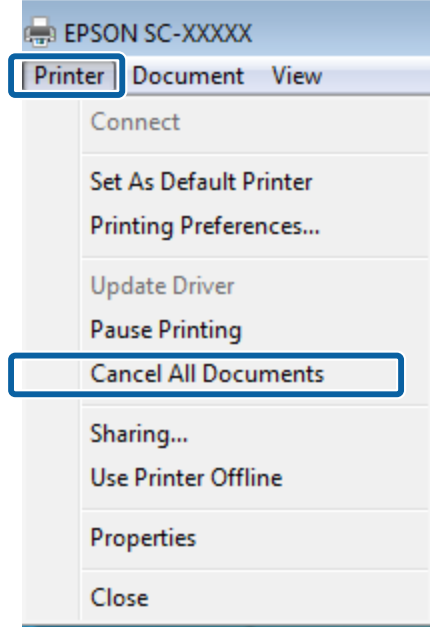 EPSON SC-XXXXX
Printer Document View
Connect
Set As Default Printer
Printing Preferences...
Update Driver
Pause Printing
Cancel All Documents
Sharing...
Use Printer Offline
Properties
Close